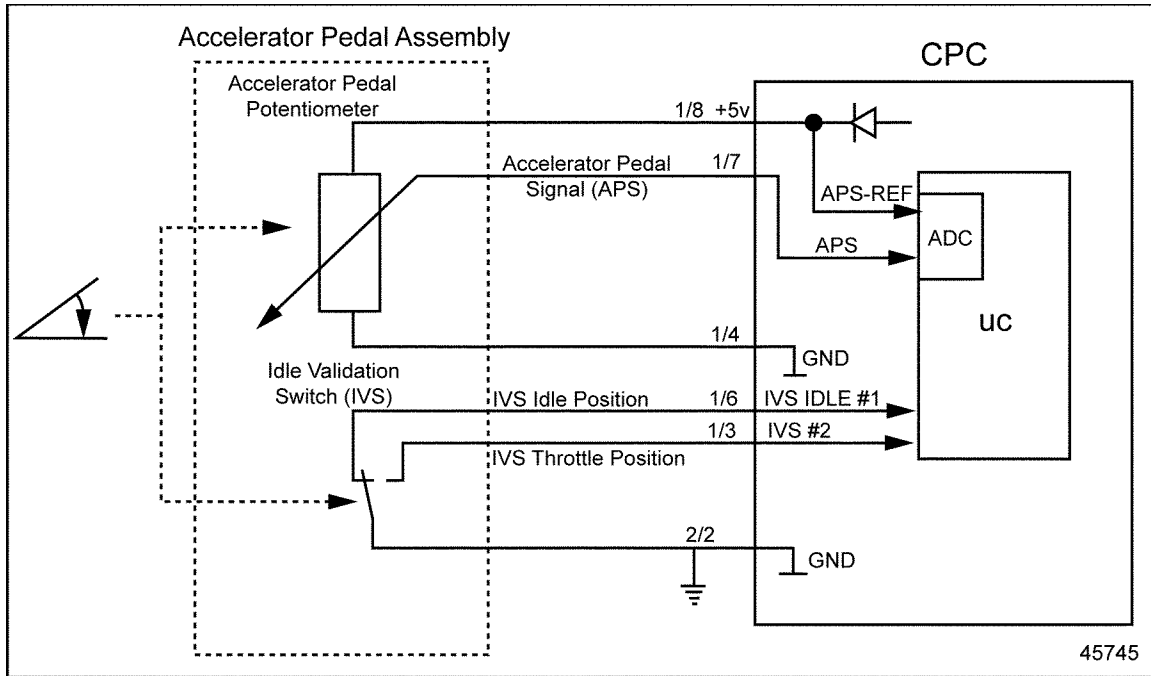 Accelerator Pedal Assembly
CPC
Accelerator Pedal
Potentiometer
1/8 +5v
Accelerator Pedal
Signal (APS)
1/7
APS-REF
ADC
APS
uc
1/4
GND
Idle Validation
Switch (IVS)
IVS Idle Position
1/6
IVS IDLE #1
1/3
IVS #2
IVS Throttle Position
2/2
GND
45745